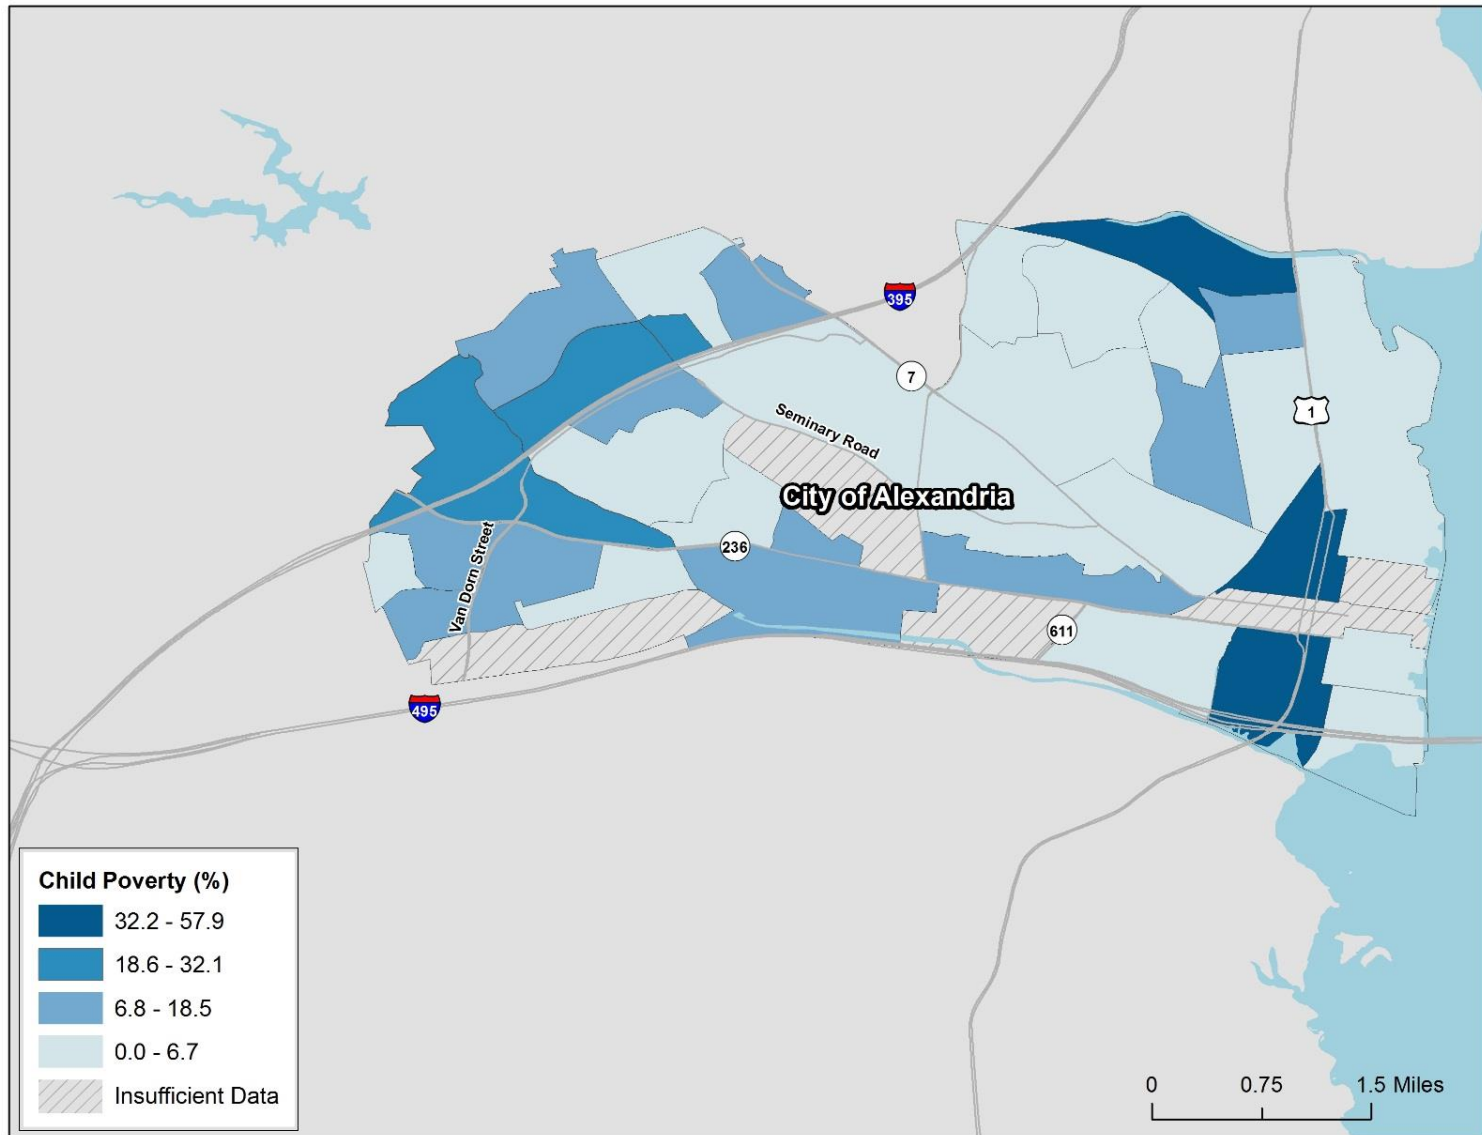 395
7
Seminary Road
1
City of Alexandria
Van Dorn Street
236
611
495
Child Poverty (%)
32.2 - 57.9
18.6 - 32.1
6.8 - 18.5
0.0 - 6.7
Insufficient Data
0 0.75 1.5 Miles